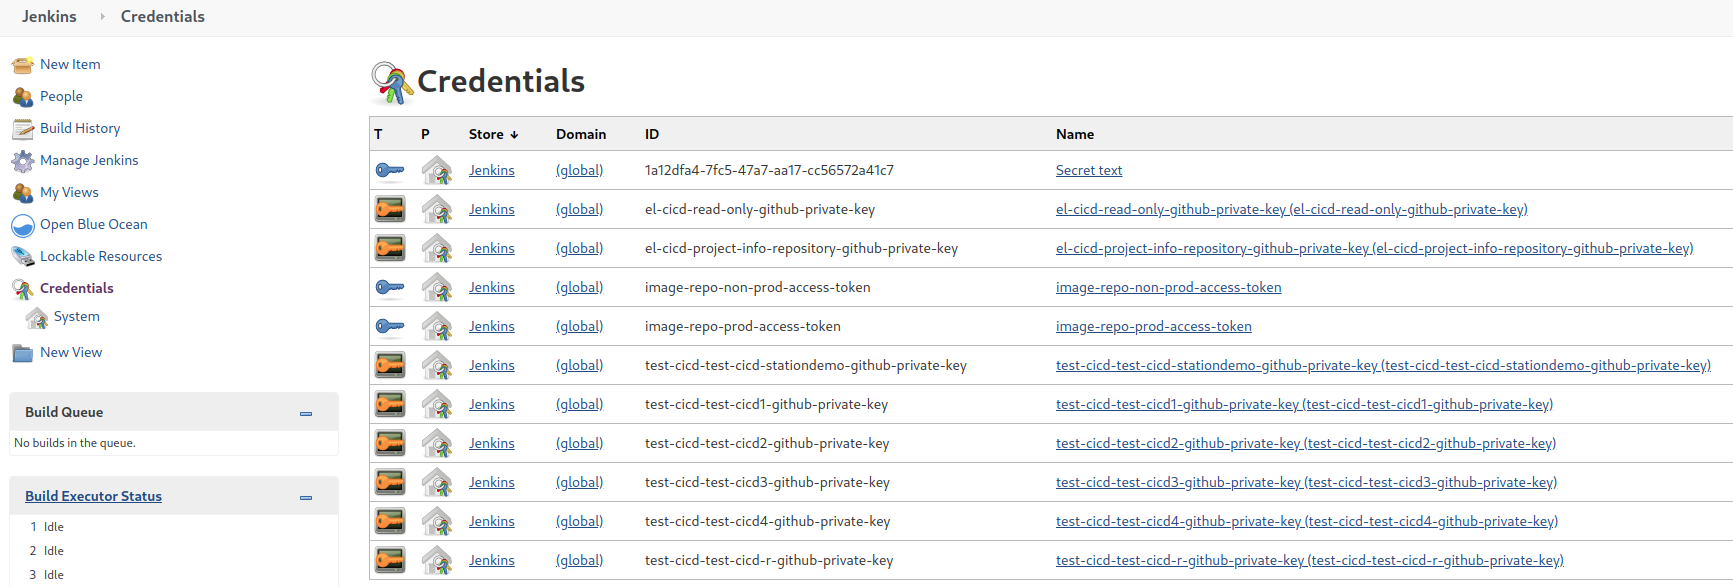 Jenkins Credentials
New Item
People
Build History
Manage Jenkins
My Views
Open Blue Ocean
Lockable Resources
Credentials
System
New View
Build Queue
No builds in the queue.
Build Executor Status
1 Idle
2 Idle
3 Idle
Credentials
T P Store ↓ Domain ID Name
Jenkins (global) 1a12dfa4-7fc5-47a7-aa17-cc56572a41c7 Secret text
Jenkins (global) el-cicd-read-only-github-private-key el-cicd-read-only-github-private-key (el-cicd-read-only-github-private-key)
Jenkins (global) el-cicd-project-info-repository-github-private-key el-cicd-project-info-repository-github-private-key (el-cicd-project-info-repository-github-private-key)
Jenkins (global) image-repo-non-prod-access-token image-repo-non-prod-access-token
Jenkins (global) image-repo-prod-access-token image-repo-prod-access-token
Jenkins (global) test-cicd-test-cicd-stationdemo-github-private-key test-cicd-test-cicd-stationdemo-github-private-key (test-cicd-test-cicd-stationdemo-github-private-key)
Jenkins (global) test-cicd-test-cicd1-github-private-key test-cicd-test-cicd1-github-private-key (test-cicd-test-cicd1-github-private-key)
Jenkins (global) test-cicd-test-cicd2-github-private-key test-cicd-test-cicd2-github-private-key (test-cicd-test-cicd2-github-private-key)
Jenkins (global) test-cicd-test-cicd3-github-private-key test-cicd-test-cicd3-github-private-key (test-cicd-test-cicd3-github-private-key)
Jenkins (global) test-cicd-test-cicd4-github-private-key test-cicd-test-cicd4-github-private-key (test-cicd-test-cicd4-github-private-key)
Jenkins (global) test-cicd-test-cicd-r-github-private-key test-cicd-test-cicd-r-github-private-key (test-cicd-test-cicd-r-github-private-key)